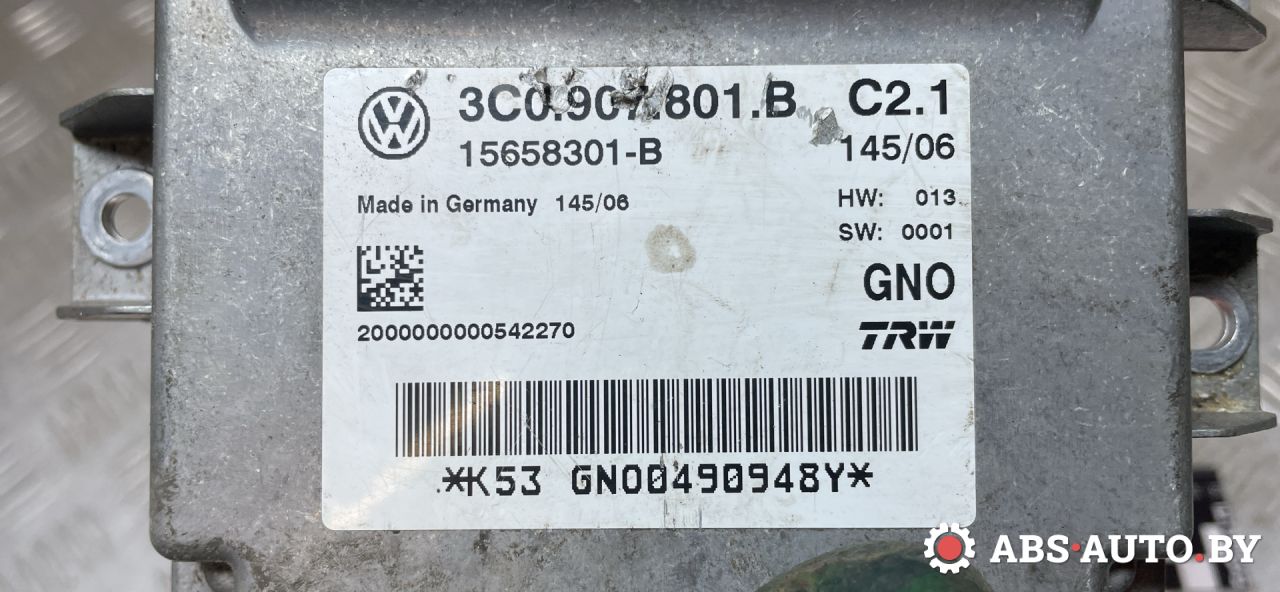 3C0.907.801.B C2.1
15658301-B 145/06
Made in Germany 145/06 HW: 013
SW: 0001
GNO
TRW
2000000000542270
*K53 GNO0490948Y*
ABS-AUTO.BY